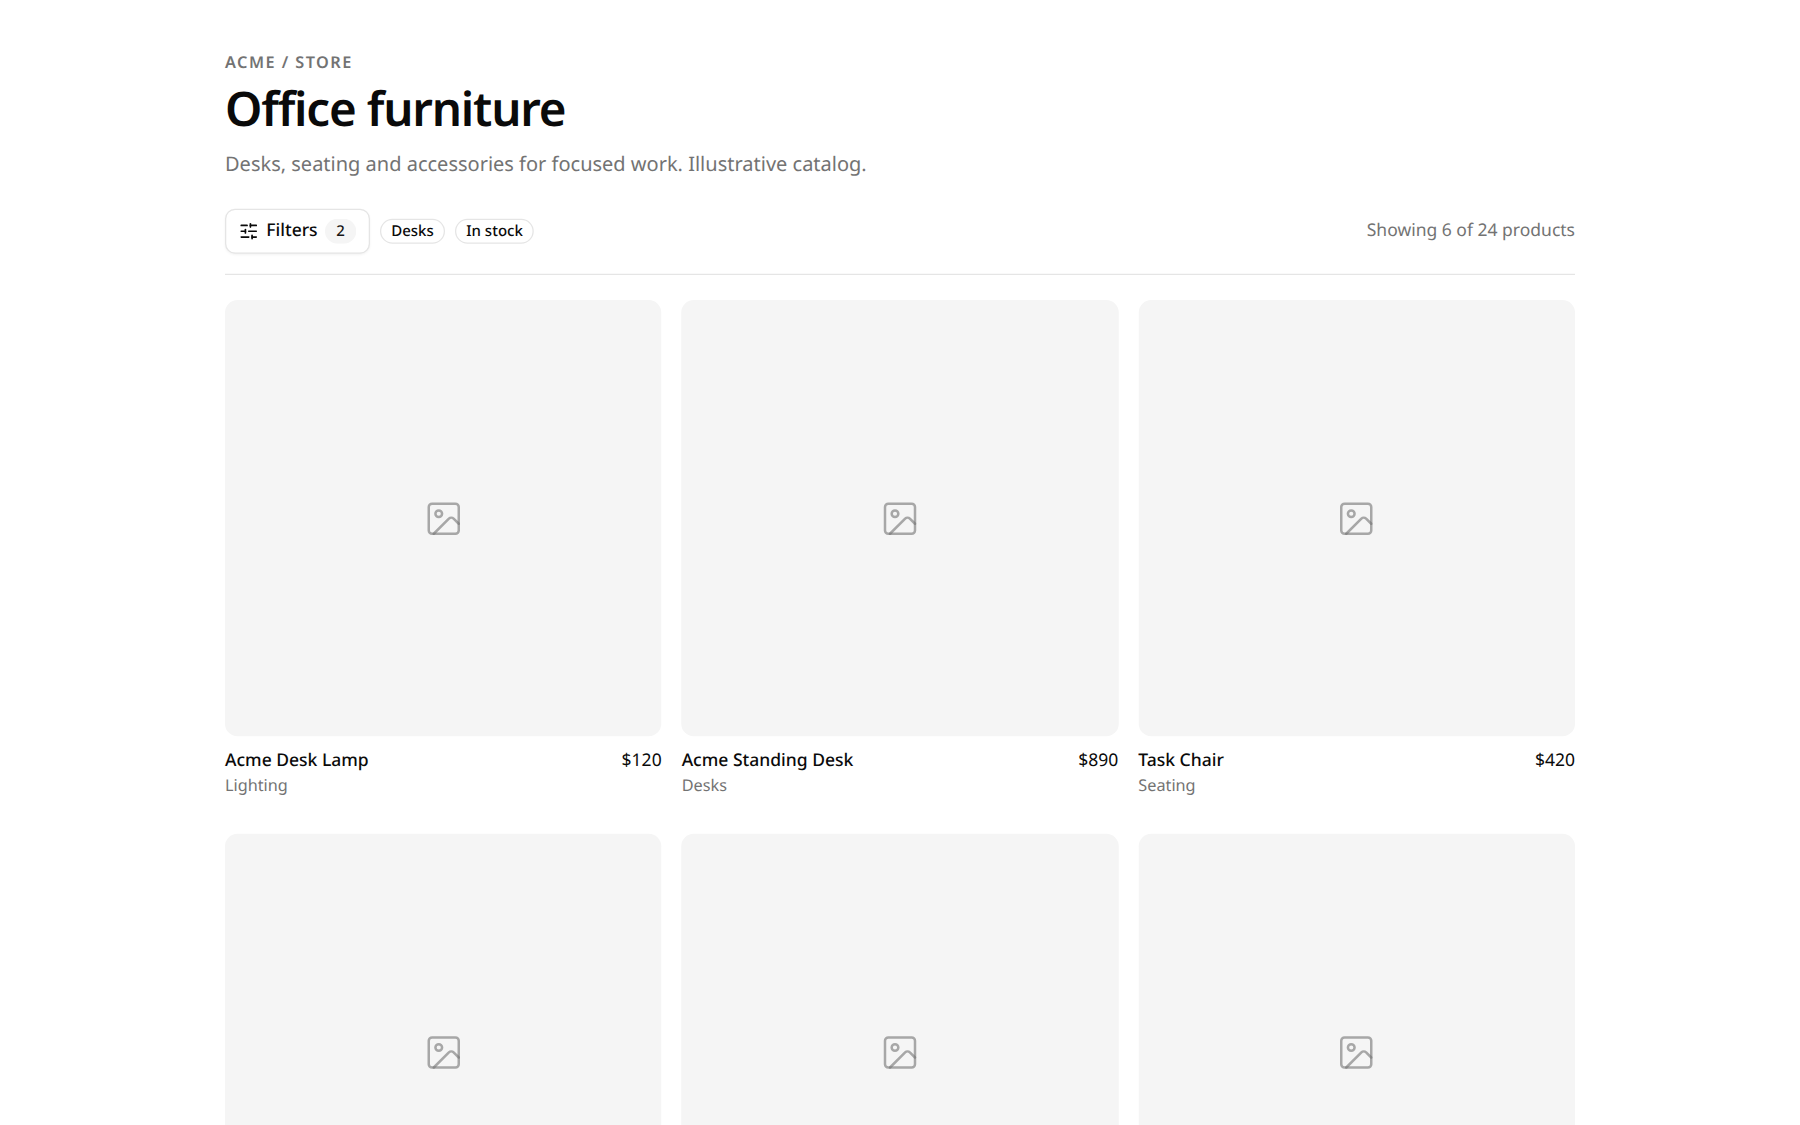 ACME / STORE
Office furniture
Desks, seating and accessories for focused work. Illustrative catalog.
Filters 2 Desks In stock Showing 6 of 24 products
Acme Desk Lamp $120 Acme Standing Desk $890 Task Chair $420
Lighting Desks Seating